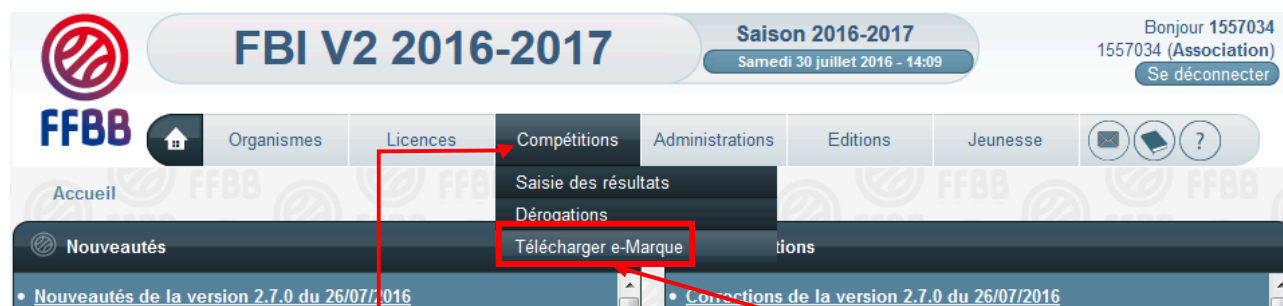 FBI V2 2016-2017
Saison 2016-2017
Samedi 30 juillet 2016 - 14:09
Bonjour 1557034
1557034 (Association)
Se déconnecter
FFBB
Organismes Licences Compétitions Administrations Editions Jeunesse ?
Accueil
Saisie des résultats
Dérogations
Télécharger e-Marque
Nouveautés
• Nouveautés de la version 2.7.0 du 26/07/2016
• Corrections de la version 2.7.0 du 26/07/2016